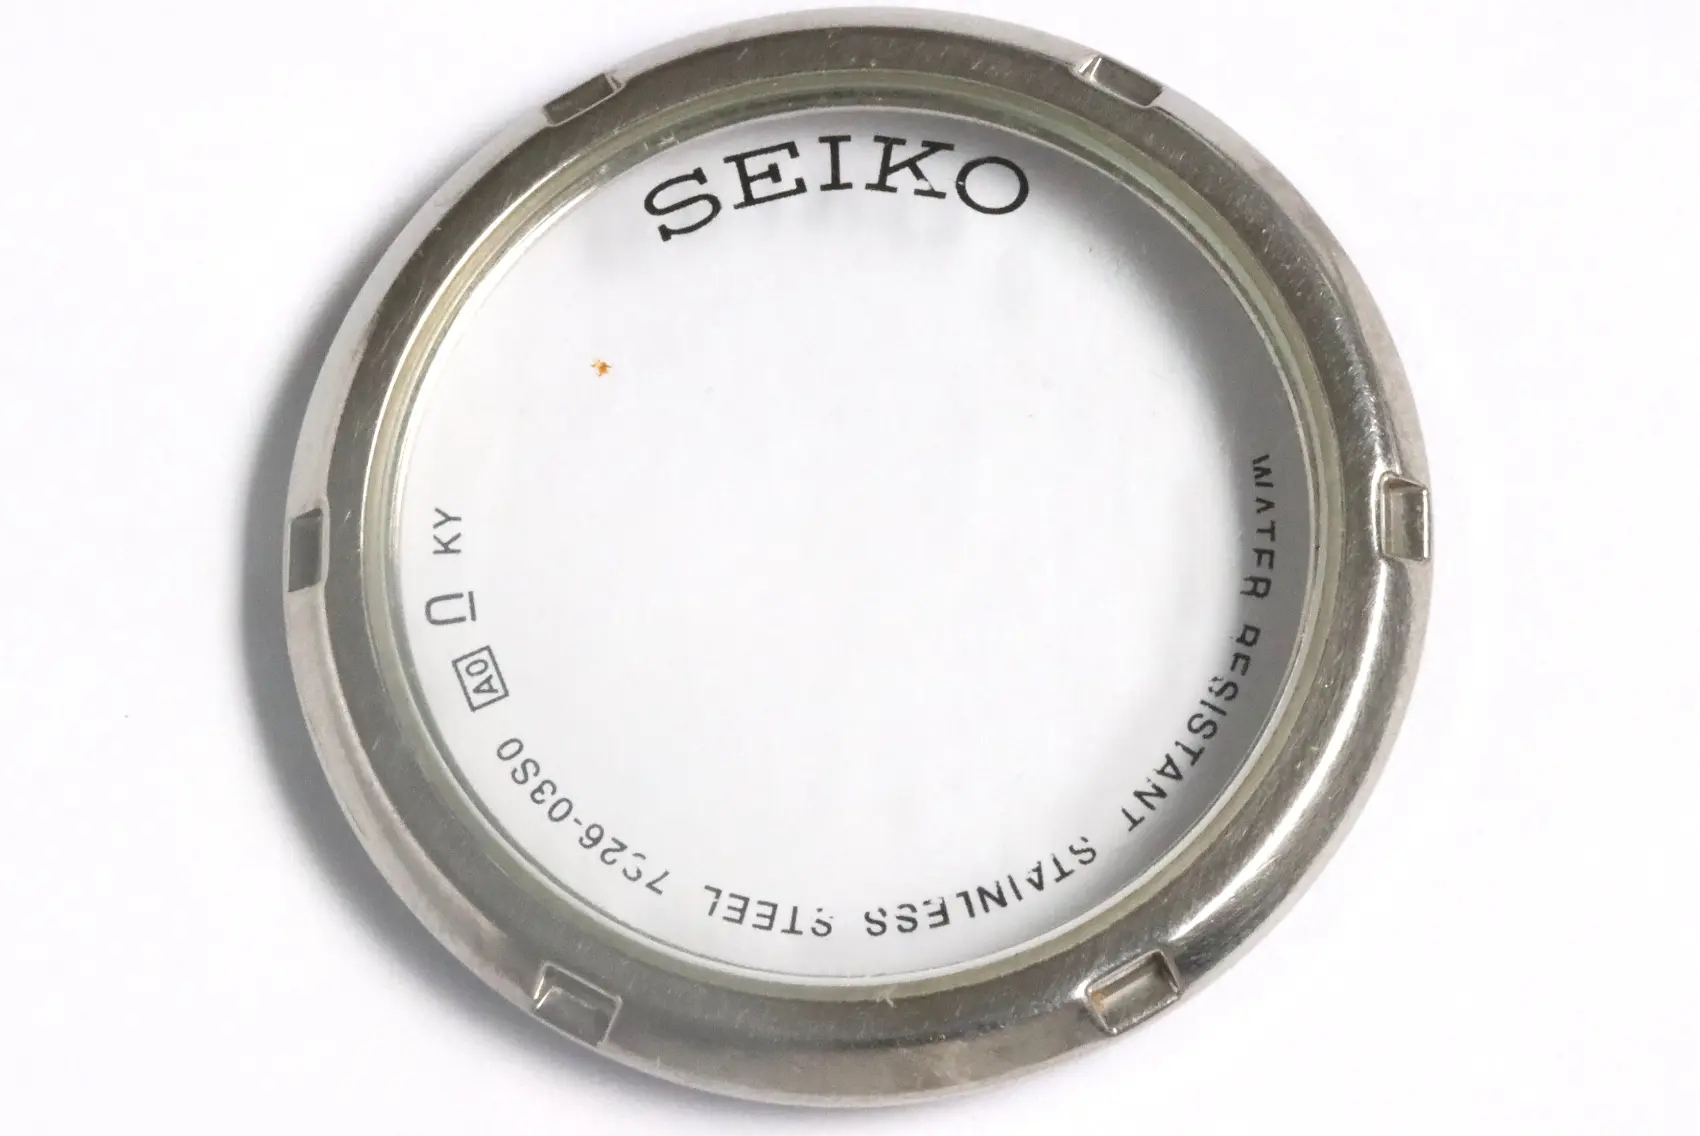 SEIKO
WATER RESISTANT STAINLESS STEEL 7S26-03S0 A0 KY